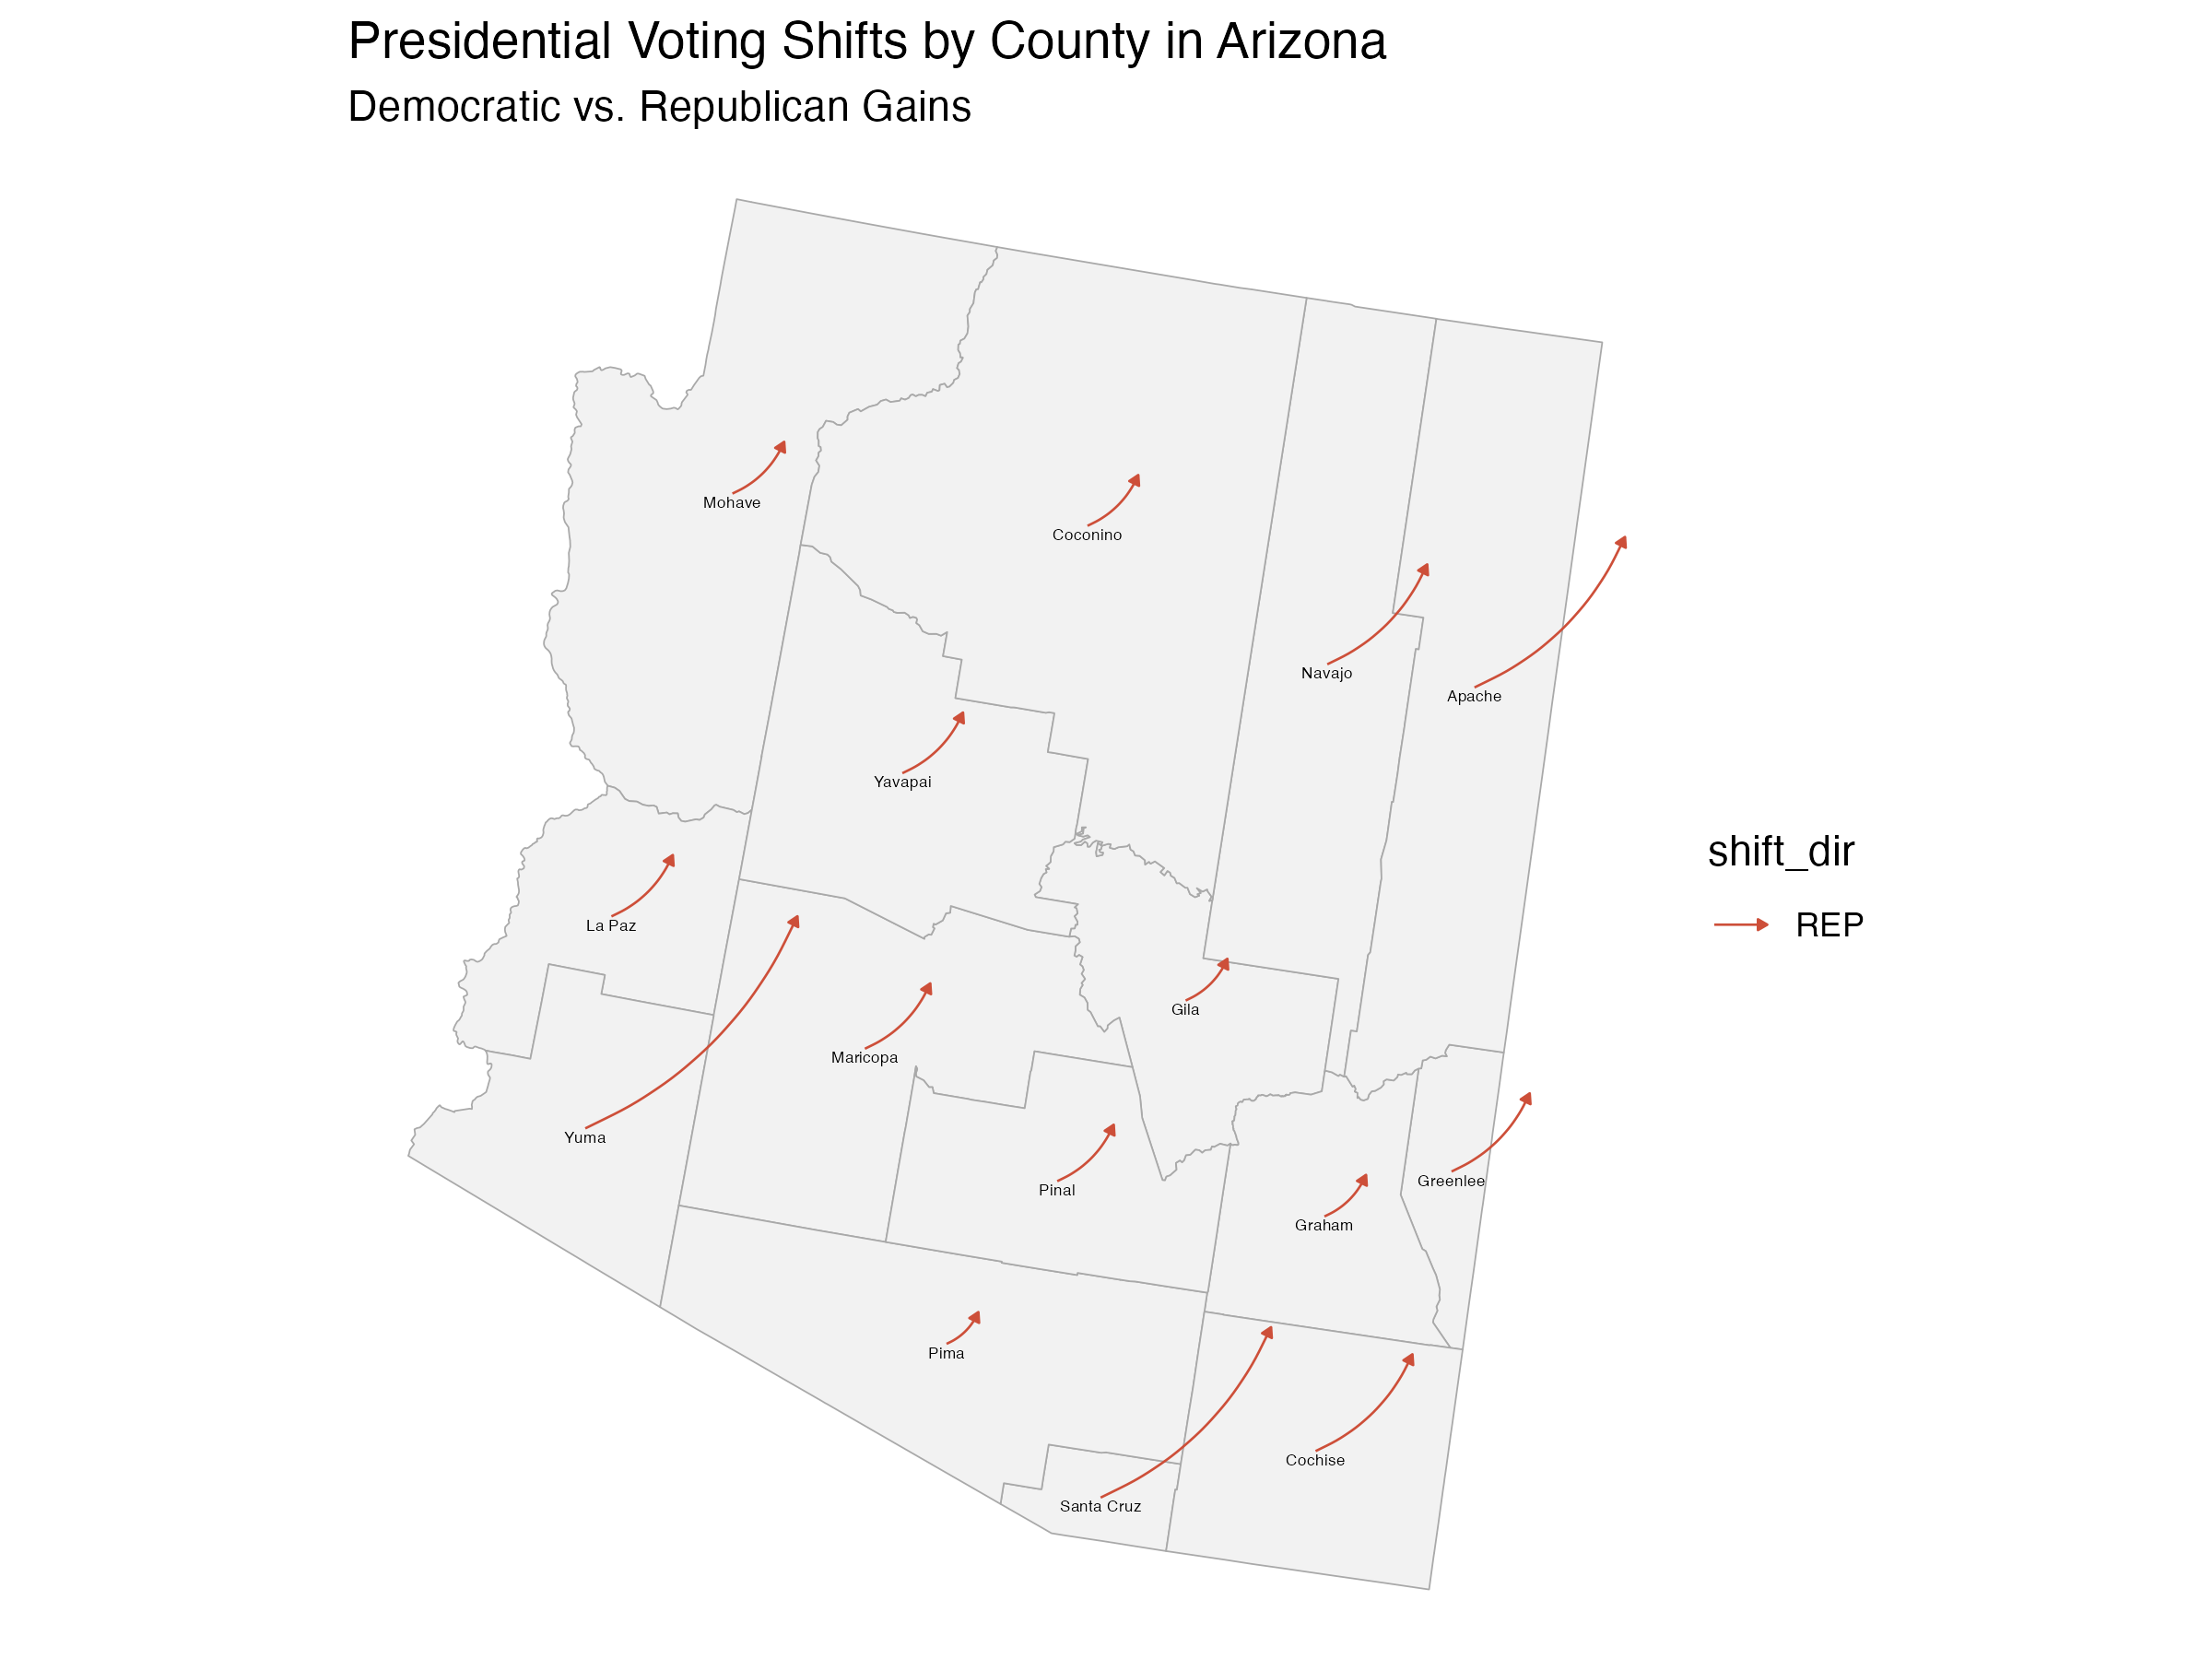 Presidential Voting Shifts by County in Arizona
Democratic vs. Republican Gains
Mohave
Coconino
Navajo
Apache
Yavapai
La Paz
Gila
Maricopa
Yuma
Pinal
Greenlee
Graham
Pima
Cochise
Santa Cruz
shift_dir
REP